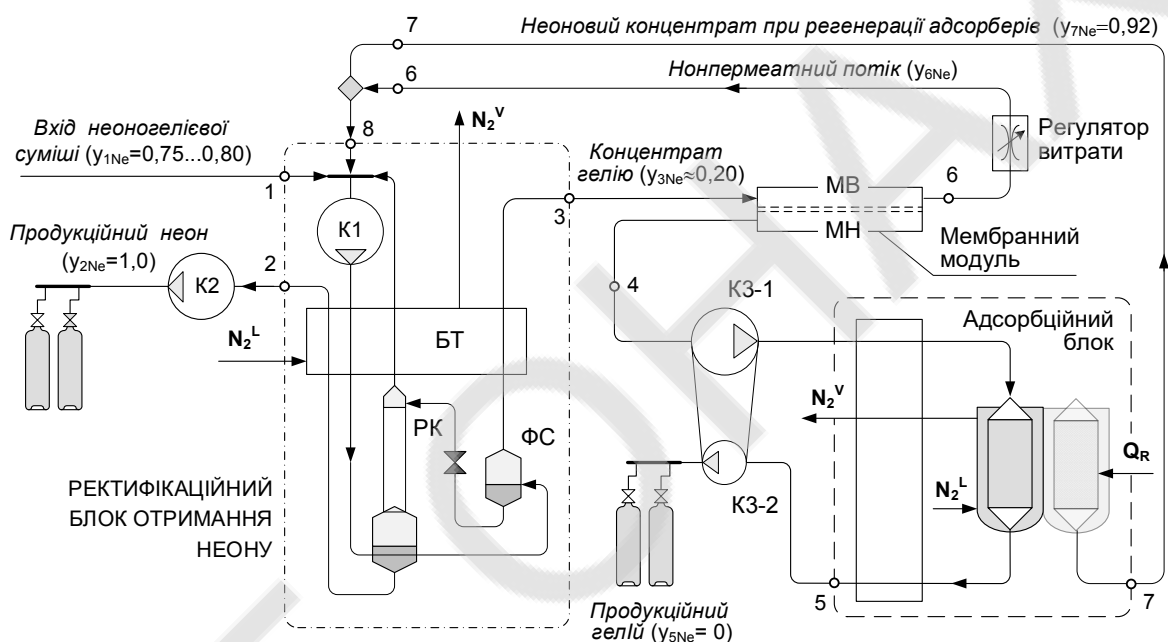 7
Неоновий концентрат при регенерації адсорберів (y7Ne=0,92)
6
Нонпермеатний потік (y6Ne)
8
N2V
Вхід неоногелієвої
суміші (y1Ne=0,75...0,80)
1
Концентрат
гелію (y3Ne≈0,20)
3
Регулятор
витрати
6
МВ
МН
Мембранний
модуль
К1
Продукційний неон
(y2Ne=1,0)
2
К2
4
К3-1
N2L
БТ
Адсорбційний
блок
N2V
РК
ФС
QR
N2L
К3-2
РЕКТИФІКАЦІЙНИЙ
БЛОК ОТРИМАННЯ
НЕОНУ
5
7
Продукційний
гелІй (y5Ne= 0)